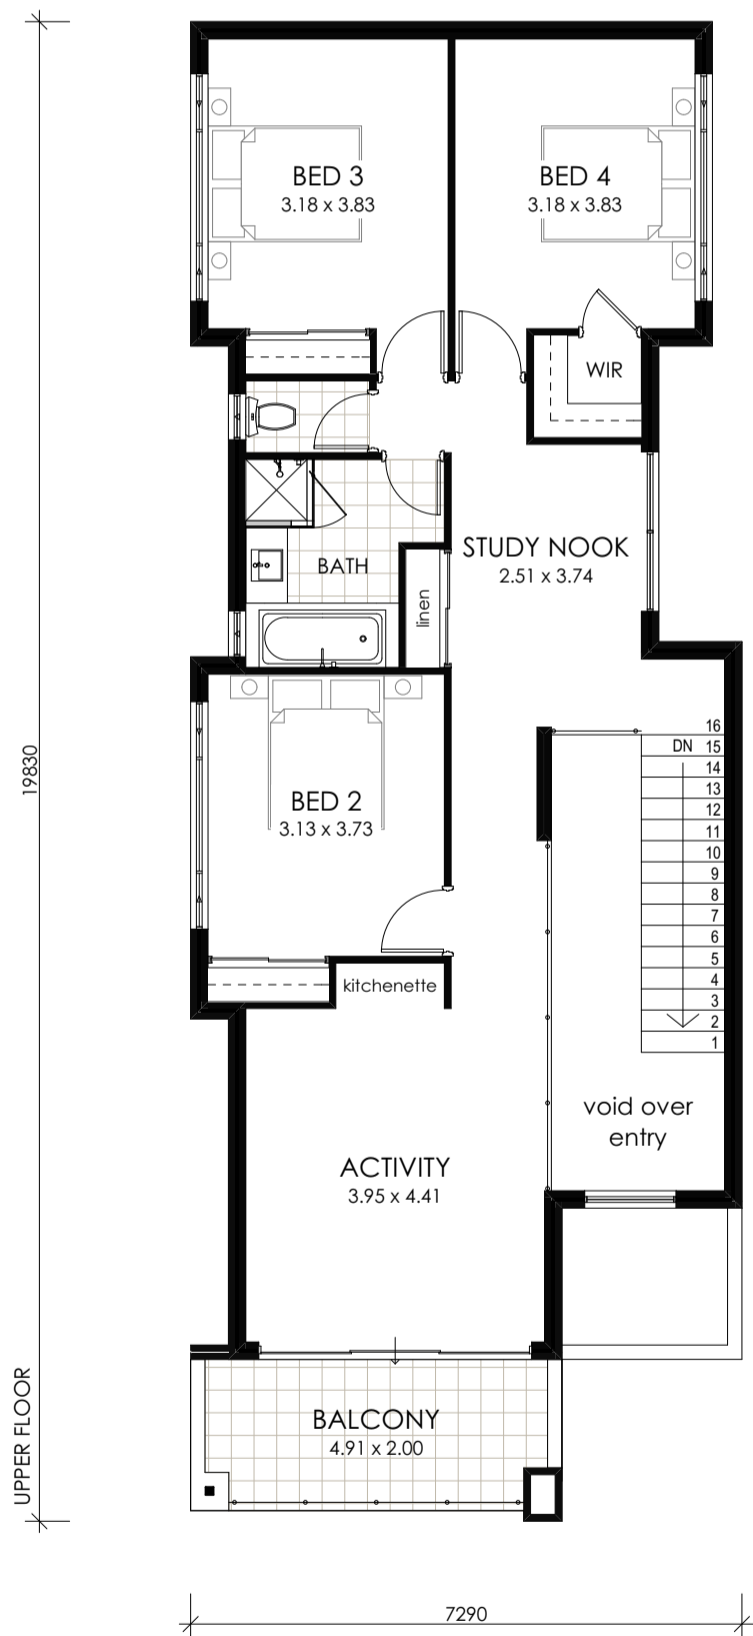 BED 3
3.18 x 3.83
BED 4
3.18 x 3.83
WIR
BATH
linen
STUDY NOOK
2.51 x 3.74
BED 2
3.13 x 3.73
kitchenette
16
DN 15
14
13
12
11
10
9
8
7
6
5
4
3
2
1
void over
entry
ACTIVITY
3.95 x 4.41
BALCONY
4.91 x 2.00
19830
UPPER FLOOR
7290